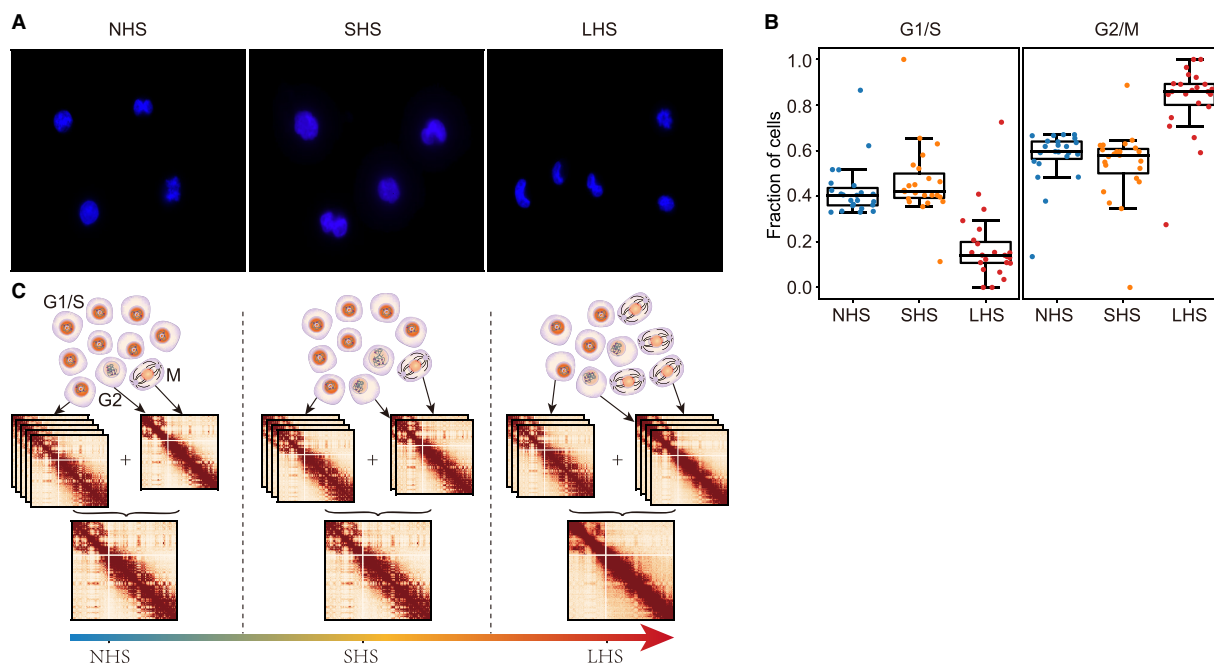 A
NHS
SHS
LHS
B
G1/S
G2/M
Fraction of cells
1.0
0.8
0.6
0.4
0.2
0.0
NHS
SHS
LHS
NHS
SHS
LHS
C
G1/S
M
G2
+
+
+
NHS
SHS
LHS